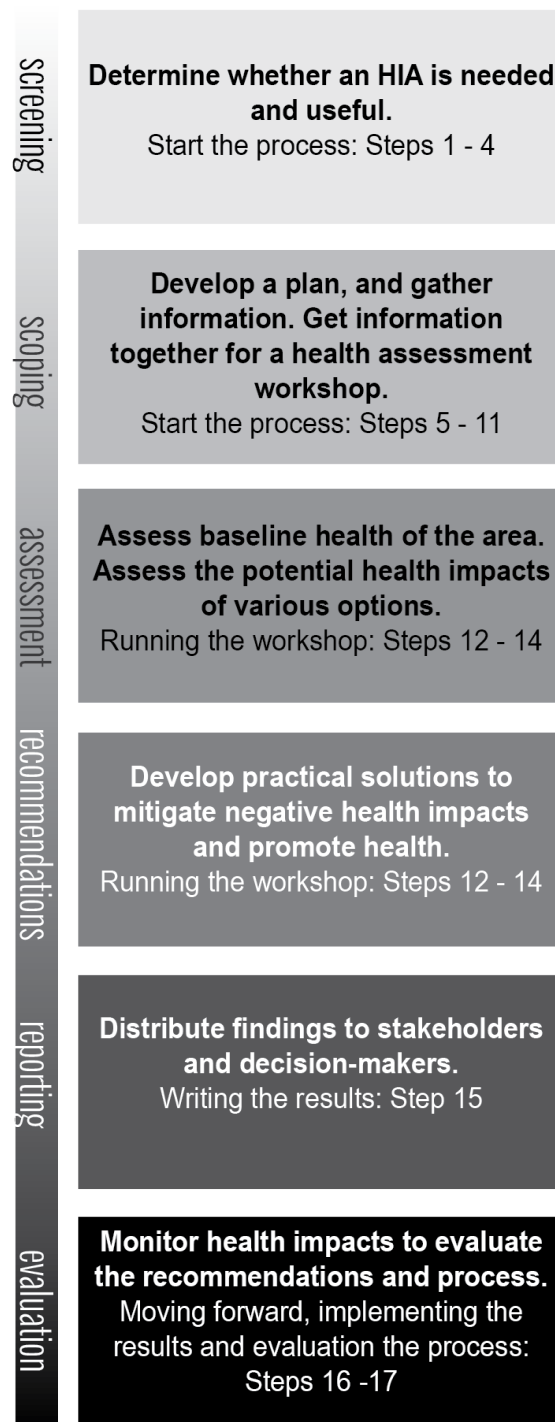 screening
Determine whether an HIA is needed
and useful.
Start the process: Steps 1 - 4
scoping
Develop a plan, and gather
information. Get information
together for a health assessment
workshop.
Start the process: Steps 5 - 11
assessment
Assess baseline health of the area.
Assess the potential health impacts
of various options.
Running the workshop: Steps 12 - 14
recommendations
Develop practical solutions to
mitigate negative health impacts
and promote health.
Running the workshop: Steps 12 - 14
reporting
Distribute findings to stakeholders
and decision-makers.
Writing the results: Step 15
evaluation
Monitor health impacts to evaluate
the recommendations and process.
Moving forward, implementing the
results and evaluation the process:
Steps 16 -17